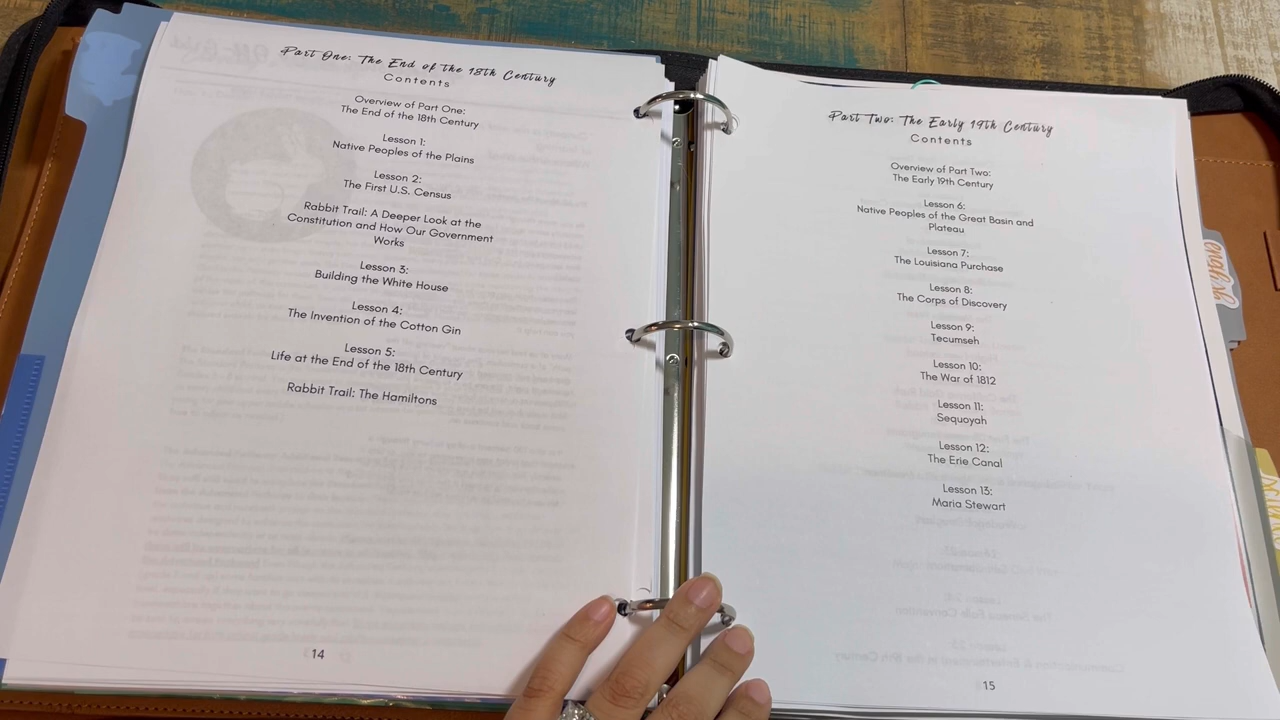 Part One: The End of the 18th Century
Contents
Overview of Part One:
The End of the 18th Century
Lesson 1:
Native Peoples of the Plains
Lesson 2:
The First U.S. Census
Rabbit Trail: A Deeper Look at the
Constitution and How Our Government
Works
Lesson 3:
Building the White House
Lesson 4:
The Invention of the Cotton Gin
Lesson 5:
Life at the End of the 18th Century
Rabbit Trail: The Hamiltons
14
Part Two: The Early 19th Century
Contents
Overview of Part Two:
The Early 19th Century
Lesson 6:
Native Peoples of the Great Basin and
Plateau
Lesson 7:
The Louisiana Purchase
Lesson 8:
The Corps of Discovery
Lesson 9:
Tecumseh
Lesson 10:
The War of 1812
Lesson 11:
Sequoyah
Lesson 12:
The Erie Canal
Lesson 13:
Maria Stewart
15
english